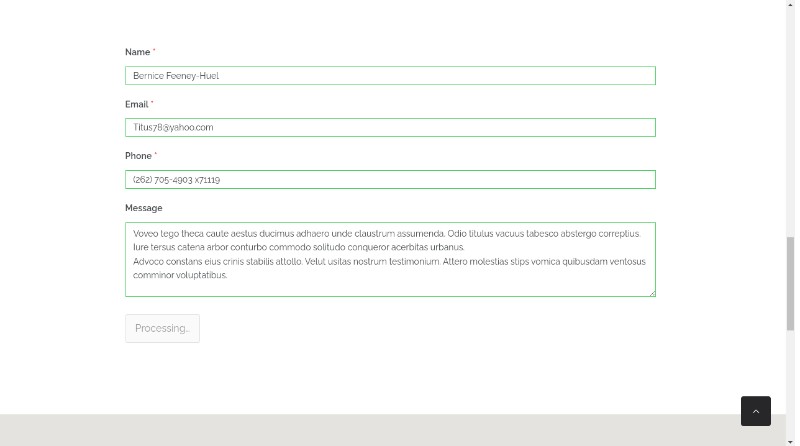 Name *
Bernice Feeney-Huel
Email *
Titus78@yahoo.com
Phone *
(262) 705-4903 x71119
Message
Voveo tego theca caute aestus ducimus adhaero unde claustrum assumenda. Odio titulus vacuus tabesco abstergo correptius.
Iure tersus catena arbor conturbo commodo solitudo conqueror acerbitas urbanus.
Advoco constans eius crinis stabilis attollo. Velut usitas nostrum testimonium. Altero molestias stips vomica quibusdam ventosus
comminor voluptatibus.
Processing…